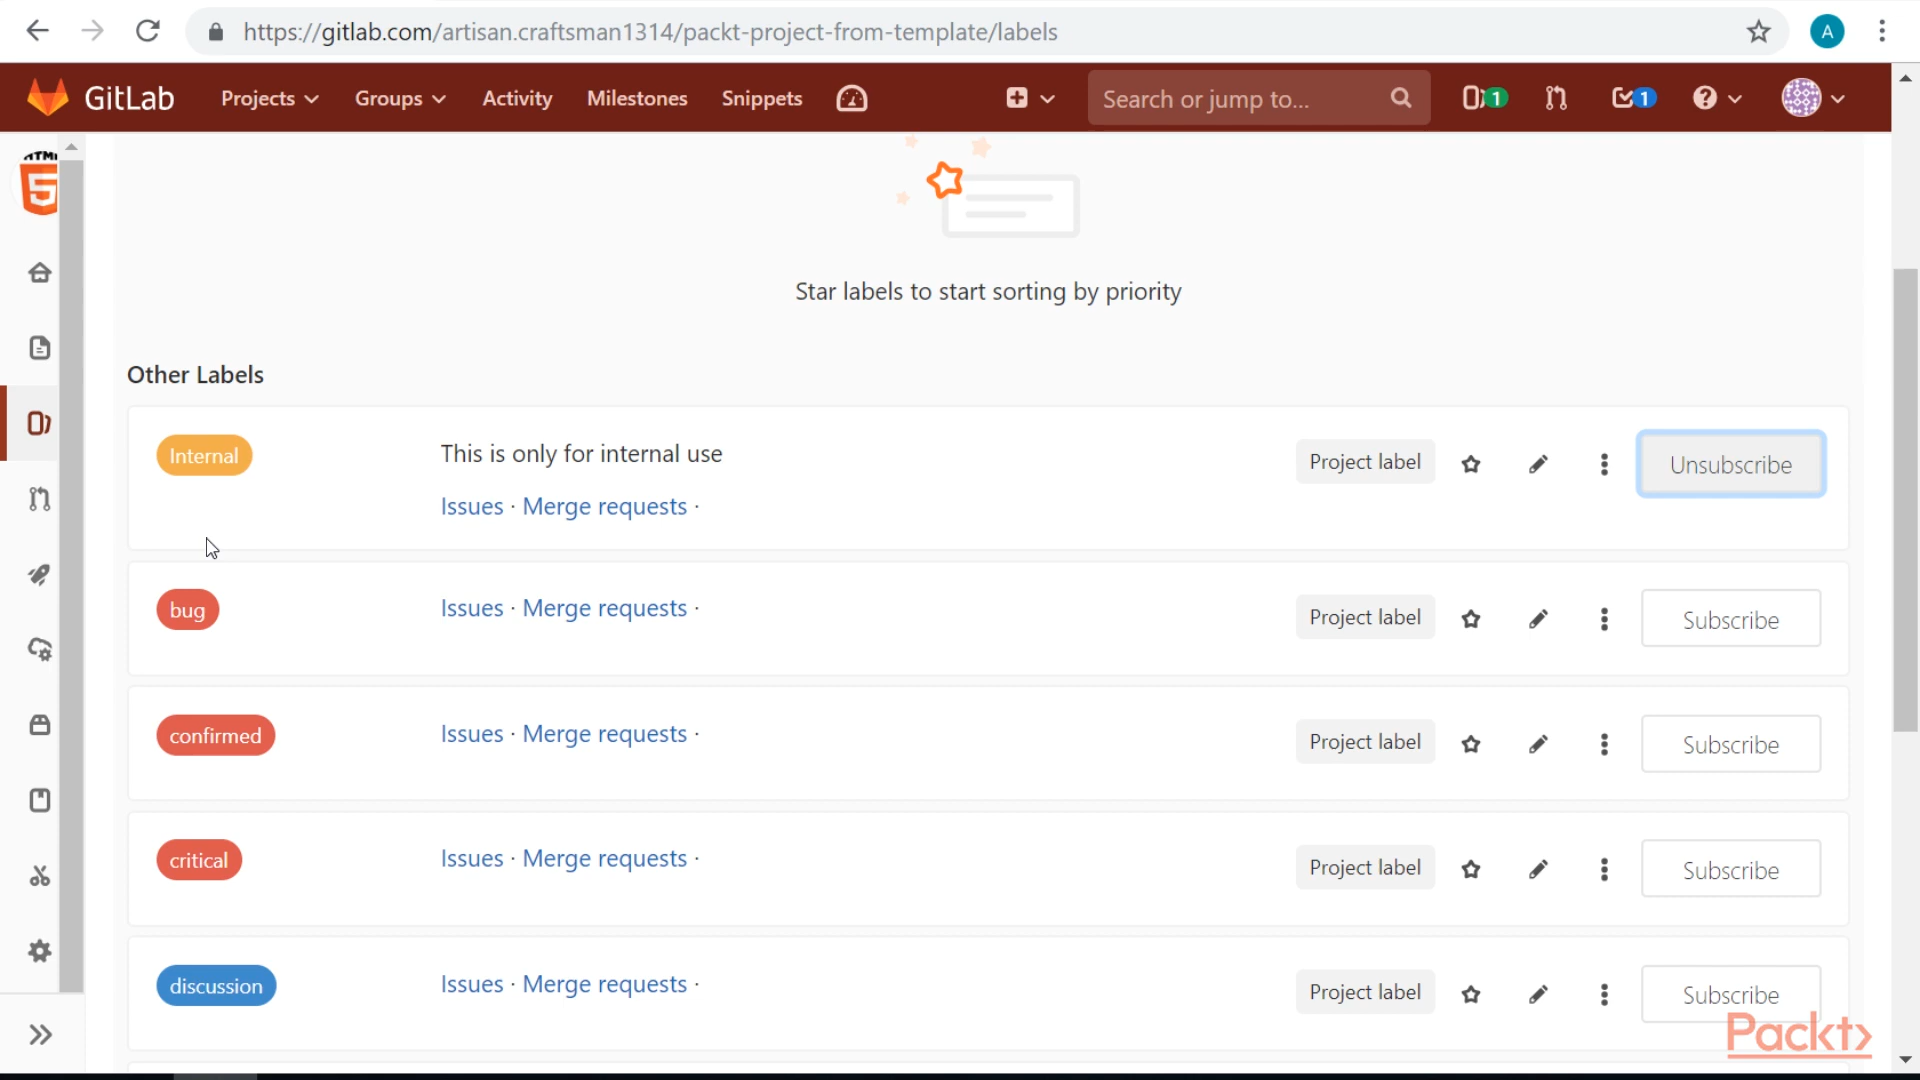 https://gitlab.com/artisan.craftsman1314/packt-project-from-template/labels
A
GitLab Projects Groups Activity Milestones Snippets Search or jump to... 1 1
HTML
5
Star labels to start sorting by priority
Other Labels
Internal This is only for internal use Project label Unsubscribe
Issues · Merge requests ·
bug Issues · Merge requests · Project label Subscribe
confirmed Issues · Merge requests · Project label Subscribe
critical Issues · Merge requests · Project label Subscribe
discussion Issues · Merge requests · Project label Subscribe
Packt>